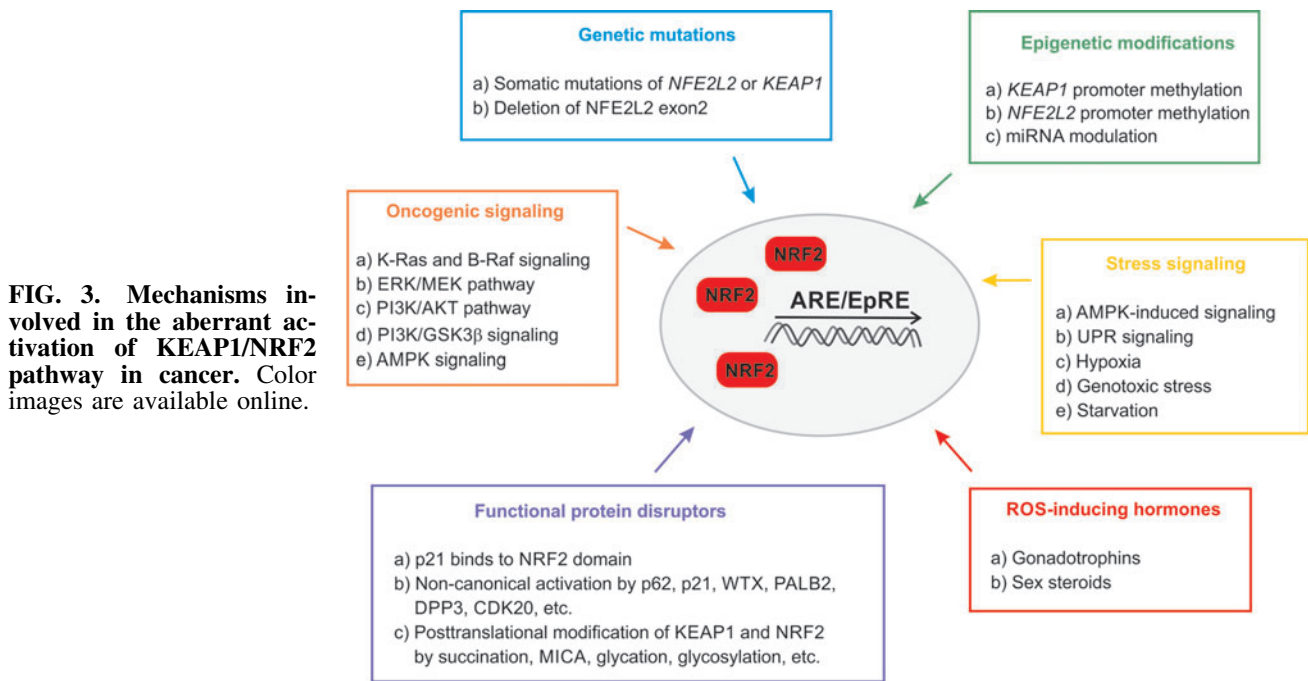 Genetic mutations
a) Somatic mutations of NFE2L2 or KEAP1
b) Deletion of NFE2L2 exon2
Epigenetic modifications
a) KEAP1 promoter methylation
b) NFE2L2 promoter methylation
c) miRNA modulation
Oncogenic signaling
a) K-Ras and B-Raf signaling
b) ERK/MEK pathway
c) PI3K/AKT pathway
d) PI3K/GSK3β signaling
e) AMPK signaling
NRF2
NRF2
NRF2
ARE/EpRE
Stress signaling
a) AMPK-induced signaling
b) UPR signaling
c) Hypoxia
d) Genotoxic stress
e) Starvation
FIG. 3. Mechanisms in-
volved in the aberrant ac-
tivation of KEAP1/NRF2
pathway in cancer. Color
images are available online.
Functional protein disruptors
a) p21 binds to NRF2 domain
b) Non-canonical activation by p62, p21, WTX, PALB2,
DPP3, CDK20, etc.
c) Posttranslational modification of KEAP1 and NRF2
by succination, MICA, glycation, glycosylation, etc.
ROS-inducing hormones
a) Gonadotrophins
b) Sex steroids